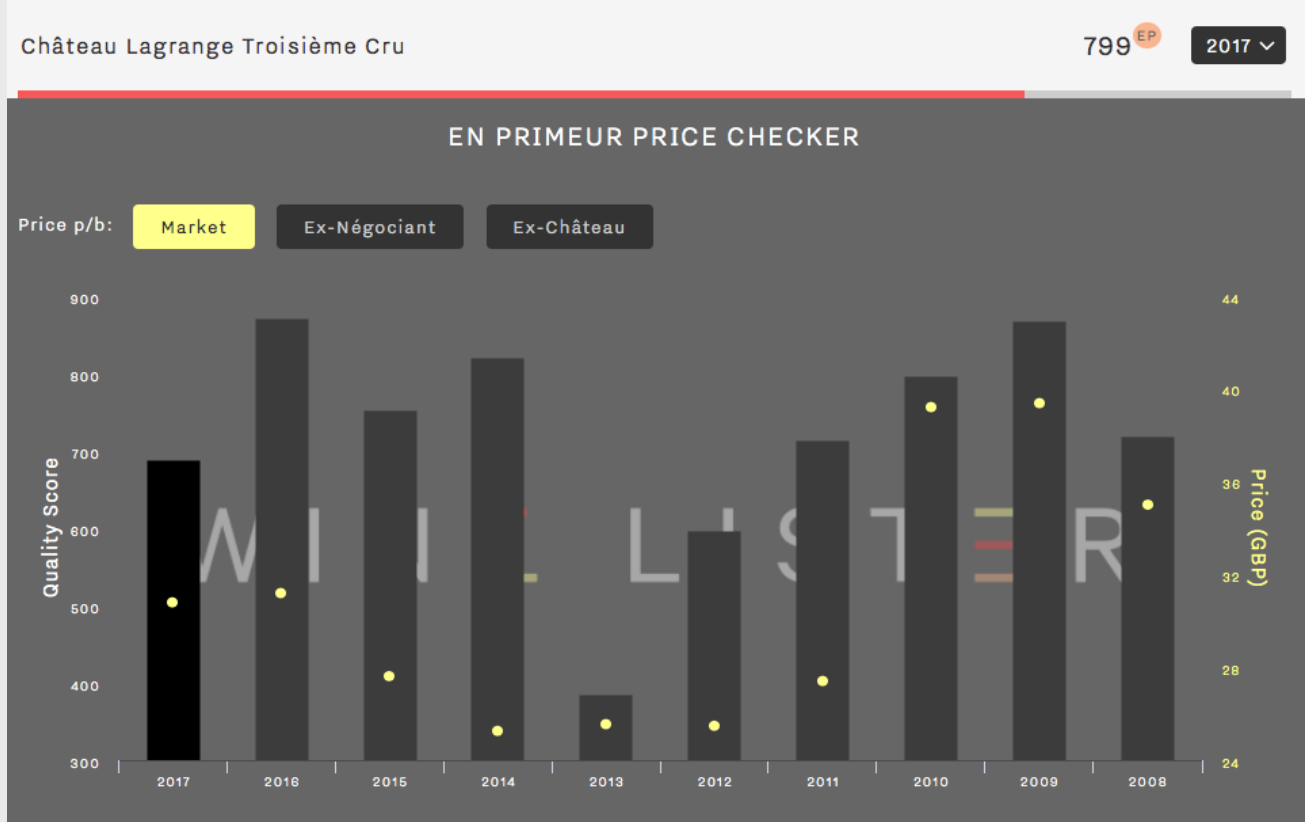 Château Lagrange Troisième Cru
799 EP
2017
EN PRIMEUR PRICE CHECKER
Price p/b:
Market
Ex-Négociant
Ex-Château
900
800
700
600
500
400
300
Quality Score
WINE LISTER
44
40
36
32
28
24
Price (GBP)
2017
2016
2015
2014
2013
2012
2011
2010
2009
2008